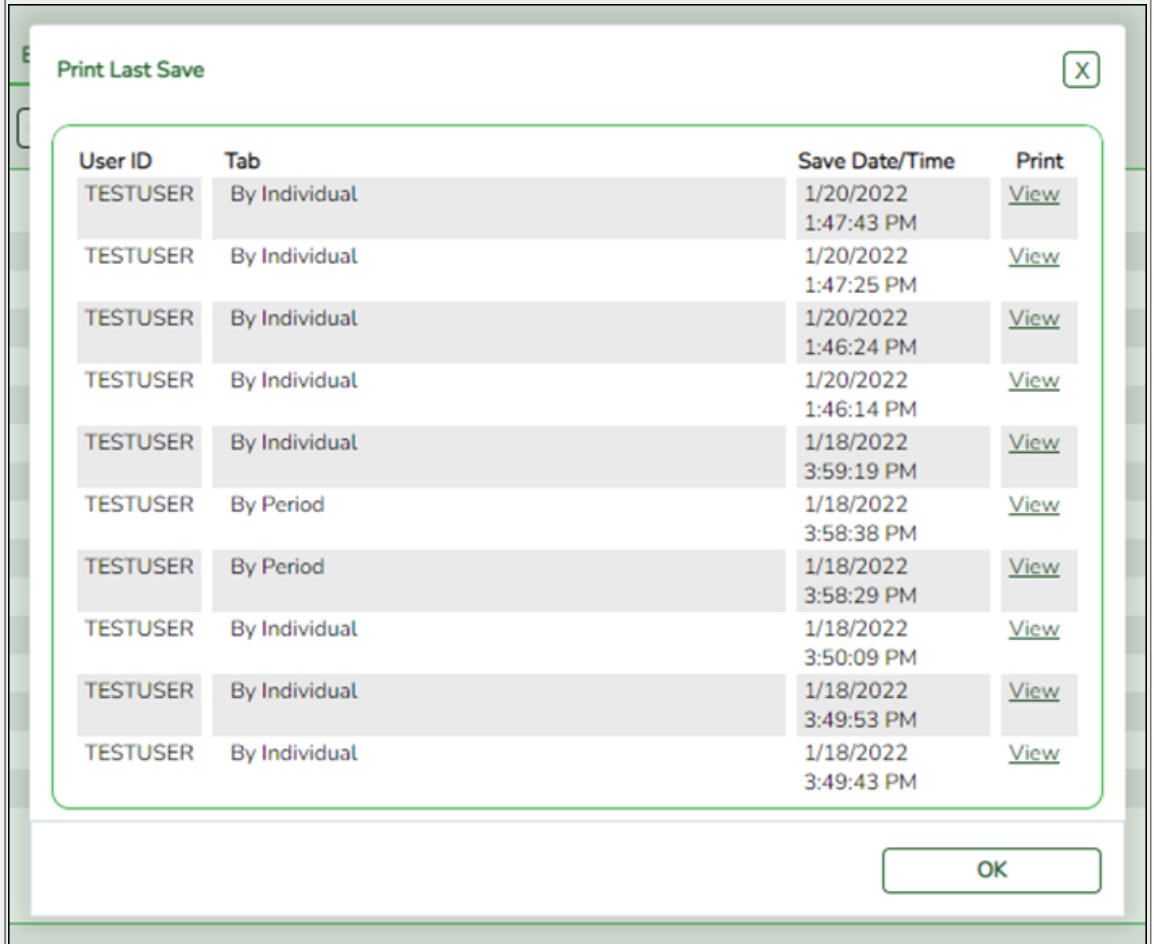 Print Last Save
X
User ID Tab Save Date/Time Print
TESTUSER By Individual 1/20/2022 View
1:47:43 PM
TESTUSER By Individual 1/20/2022 View
1:47:25 PM
TESTUSER By Individual 1/20/2022 View
1:46:24 PM
TESTUSER By Individual 1/20/2022 View
1:46:14 PM
TESTUSER By Individual 1/18/2022 View
3:59:19 PM
TESTUSER By Period 1/18/2022 View
3:58:38 PM
TESTUSER By Period 1/18/2022 View
3:58:29 PM
TESTUSER By Individual 1/18/2022 View
3:50:09 PM
TESTUSER By Individual 1/18/2022 View
3:49:53 PM
TESTUSER By Individual 1/18/2022 View
3:49:43 PM
OK